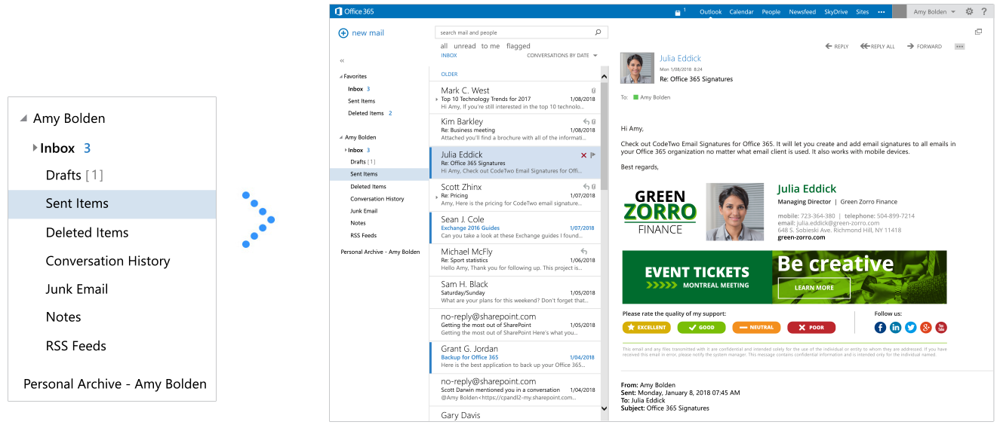 Amy Bolden
Inbox 3
Drafts [1]
Sent Items
Deleted Items
Conversation History
Junk Email
Notes
RSS Feeds
Personal Archive - Amy Bolden
Office 365
1
Outlook Calendar People Newsfeed SkyDrive Sites ••• Amy Bolden ?
new mail
search mail and people
all unread to me flagged
INBOX CONVERSATIONS BY DATE
«
Favorites
Inbox 3
Sent Items
Deleted Items 2
Amy Bolden
Inbox 3
Drafts [1]
Sent Items
Deleted Items
Conversation History
Junk Email
Notes
RSS Feeds
Personal Archive - Amy Bolden
OLDER
Mark C. West
Top 10 Technology Trends for 2017 1/08/2018
Hi Amy, If you're still interested in the top 10 technolo...
Kim Barkley
Re: Business meeting 1/08/2018
Attached you'll find a brochure with all of the informati...
Julia Eddick
Re: Office 365 Signatures
Hi Amy, Check out CodeTwo Email Signatures for Offi...
Scott Zhinx
Re: Pricing 1/07/2018
Amy, Here is the pricing for CodeTwo email signature...
Sean J. Cole
Exchange 2016 Guides 1/07/2018
Can you take a look at these Exchange guides I found...
Michael McFly
Re: Sport statistics 1/06/2018
Hello Amy, Thank you for following up. This project is...
Sam H. Black
Saturday/Sunday 1/05/2018
What are your plans for this weekend? Don't forget that...
no-reply@sharepoint.com
Getting the most out of SharePoint 1/05/2018
Getting the most out of SharePoint Here's what you...
Grant G. Jordan
Backup for Office 365 1/04/2018
Here is the best application to back up your Office 365...
no-reply@sharepoint.com
Scott Darwin mentioned you in a conversation 1/04/2018
@Amy Bolden<https://cpandl2-my.sharepoint.com...
Gary Davis
REPLY REPLY ALL FORWARD •••
Julia Eddick
Mon 1/08/2018 8:24
Re: Office 365 Signatures
To: Amy Bolden
Hi Amy,
Check out CodeTwo Email Signatures for Office 365. It will let you create and add email signatures to all emails in
your Office 365 organization no matter what email client is used. It also works with mobile devices.
Best regards,
GREEN
ZORRO
FINANCE
Julia Eddick
Managing Director | Green Zorro Finance
mobile: 723-364-380 | telephone: 504-899-7214
email: julia.eddick@green-zorro.com
648 S. Sobieski Ave. Richmond Hill, NY 11418
green-zorro.com
EVENT TICKETS
MONTREAL MEETING
Be creative
LEARN MORE
Please rate the quality of my support: Follow us:
EXCELLENT GOOD NEUTRAL POOR
f in g+ You Tube
This email and any files transmitted with it are confidential and intended solely for the use of the individual or entity to whom they are addressed. If you have
received this email in error, please notify the system manager. This message contains confidential information and is intended only for the individual named.
From: Amy Bolden
Sent: Monday, January 8, 2018 07:45 AM
To: Julia Eddick
Subject: Office 365 Signatures